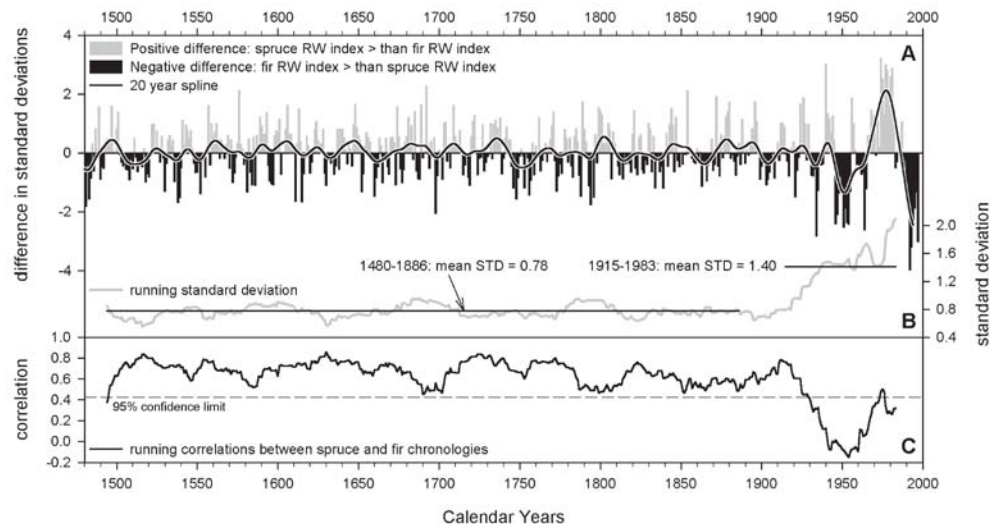 1500 1550 1600 1650 1700 1750 1800 1850 1900 1950 2000
4
2
0
-2
-4
difference in standard deviations
Positive difference: spruce RW index > than fir RW index
Negative difference: fir RW index > than spruce RW index
20 year spline
A
1480-1886: mean STD = 0.78
1915-1983: mean STD = 1.40
running standard deviation
B
2.0
1.6
1.2
0.8
0.4
standard deviation
1.0
0.8
0.6
0.4
0.2
0.0
-0.2
correlation
95% confidence limit
running correlations between spruce and fir chronologies
C
1500 1550 1600 1650 1700 1750 1800 1850 1900 1950 2000
Calendar Years